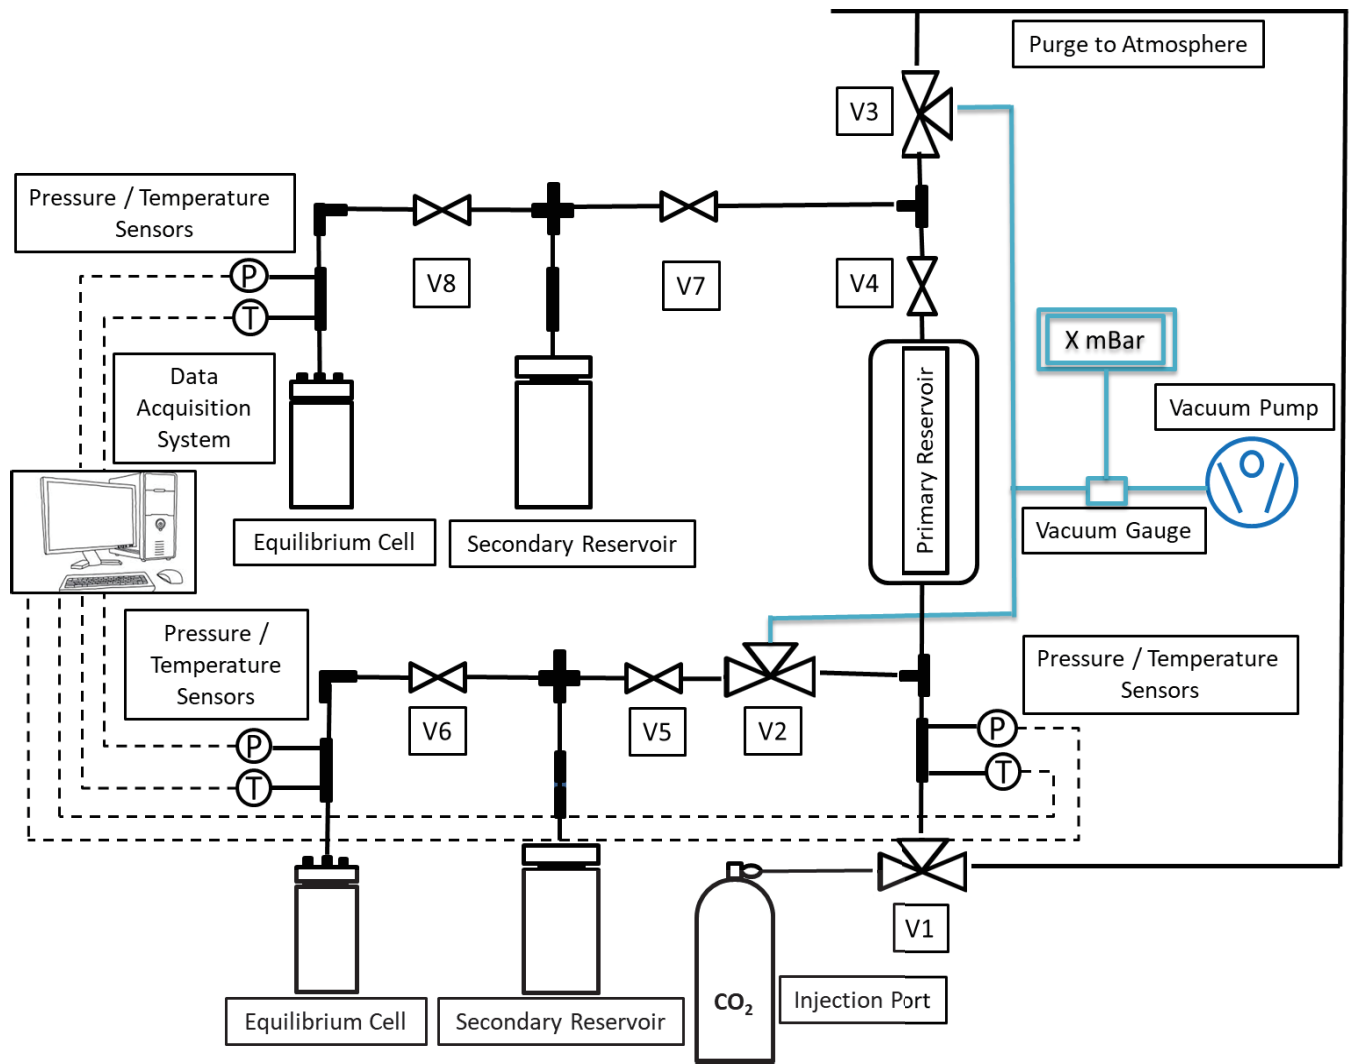 Purge to Atmosphere
V3
Pressure / Temperature
Sensors
P
T
V8
V7
V4
X mBar
Data
Acquisition
System
Primary Reservoir
Vacuum Pump
Equilibrium Cell
Secondary Reservoir
Vacuum Gauge
Pressure /
Temperature
Sensors
P
T
V6
V5
V2
Pressure / Temperature
Sensors
P
T
V1
CO₂
Injection Port
Equilibrium Cell
Secondary Reservoir